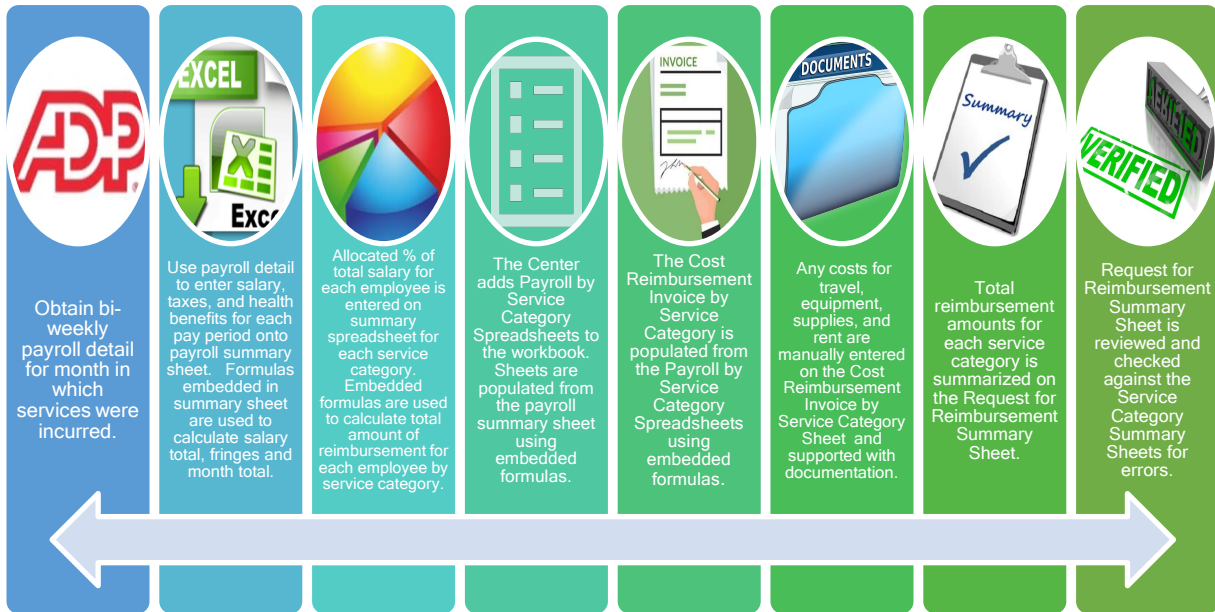 ADP
Obtain bi-
weekly
payroll detail
for month in
which
services were
incurred.
EXCEL
X
Exc
Use payroll detail
to enter salary,
taxes, and health
benefits for each
pay period onto
payroll summary
sheet. Formulas
embedded in
summary sheet
are used to
calculate salary
total, fringes and
month total.
Allocated % of
total salary for
each employee is
entered on
summary
spreadsheet for
each service
category.
Embedded
formulas are used
to calculate total
amount of
reimbursement for
each employee by
service category.
The Center
adds Payroll by
Service
Category
Spreadsheets to
the workbook.
Sheets are
populated from
the payroll
summary sheet
using
embedded
formulas.
INVOICE
The Cost
Reimbursement
Invoice by
Service
Category is
populated from
the Payroll by
Service
Category
Spreadsheets
using
embedded
formulas.
DOCUMENTS
Any costs for
travel,
equipment,
supplies, and
rent are
manually entered
on the Cost
Reimbursement
Invoice by
Service Category
Sheet and
supported with
documentation.
Summary
Total
reimbursement
amounts for
each service
category is
summarized on
the Request for
Reimbursement
Summary
Sheet.
VERIFIED
VERIFIED
Request for
Reimbursement
Summary
Sheet is
reviewed and
checked
against the
Service
Category
Summary
Sheets for
errors.